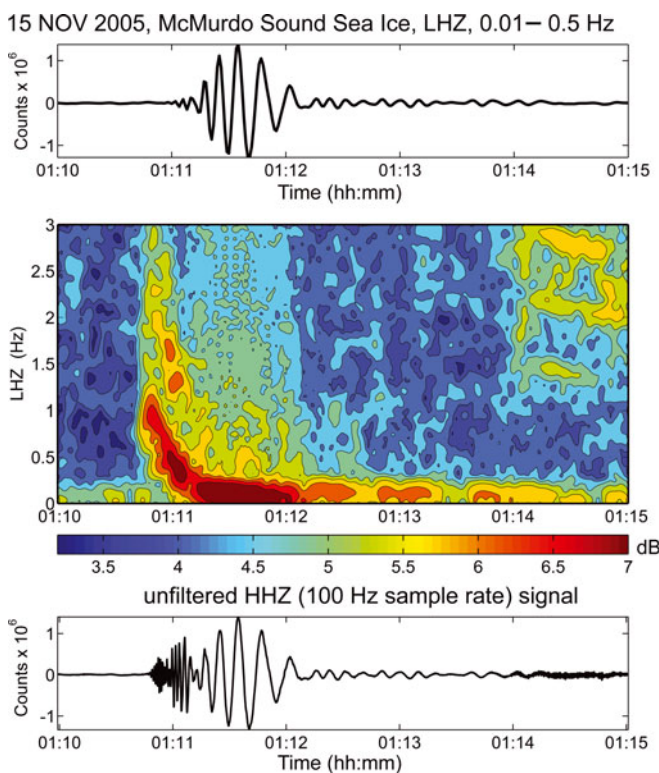 15 NOV 2005, McMurdo Sound Sea Ice, LHZ, 0.01– 0.5 Hz
Counts x 10⁶
1
0
-1
01:10 01:11 01:12 01:13 01:14 01:15
Time (hh:mm)
LHZ (Hz)
3
2.5
2
1.5
1
0.5
0
01:10 01:11 01:12 01:13 01:14 01:15
3.5 4 4.5 5 5.5 6 6.5 7 dB
unfiltered HHZ (100 Hz sample rate) signal
Counts x 10⁶
1
0
-1
01:10 01:11 01:12 01:13 01:14 01:15
Time (hh:mm)